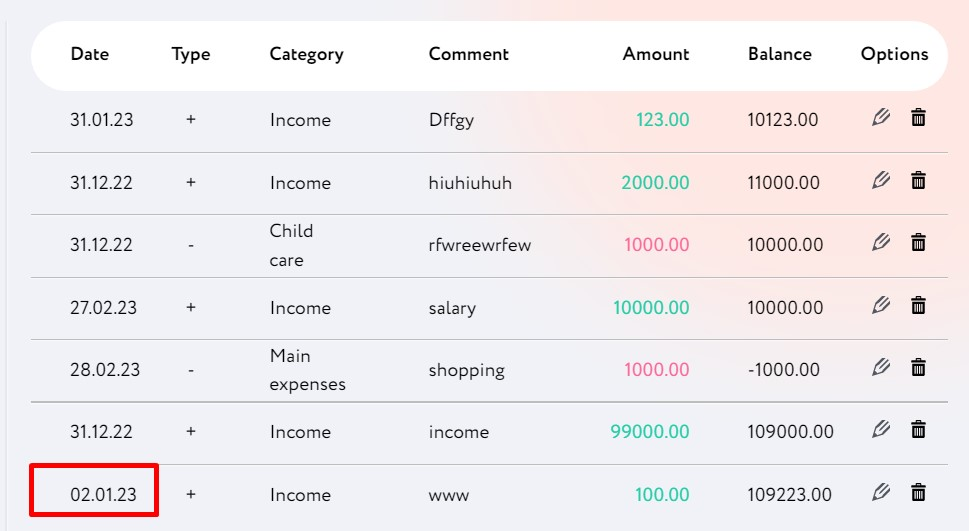 Date Type Category Comment Amount Balance Options
31.01.23 + Income Dffgy 123.00 10123.00
31.12.22 + Income hiuhiuhuh 2000.00 11000.00
31.12.22 - Child care rfwreewrfew 1000.00 10000.00
27.02.23 + Income salary 10000.00 10000.00
28.02.23 - Main expenses shopping 1000.00 -1000.00
31.12.22 + Income income 99000.00 109000.00
02.01.23 + Income www 100.00 109223.00